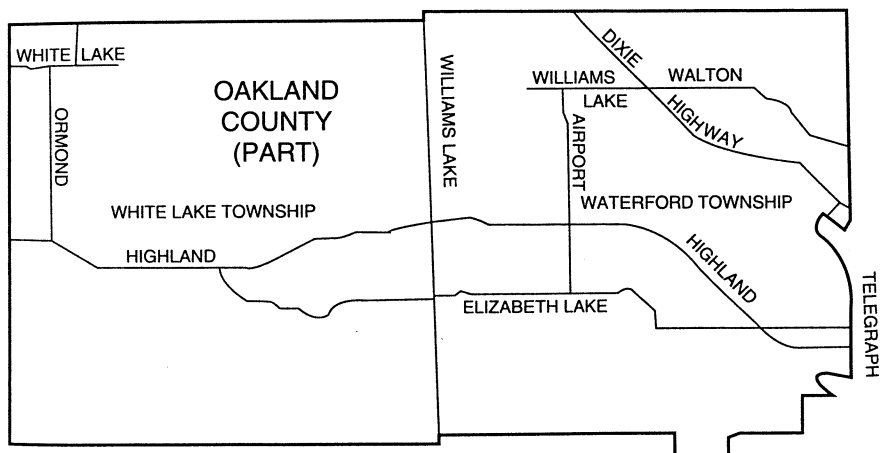 WHITE LAKE
ORMOND
OAKLAND
COUNTY
(PART)
WHITE LAKE TOWNSHIP
HIGHLAND
WILLIAMS LAKE
DIXIE HIGHWAY
WILLIAMS
LAKE
WALTON
AIRPORT
WATERFORD TOWNSHIP
HIGHLAND
ELIZABETH LAKE
TELEGRAPH